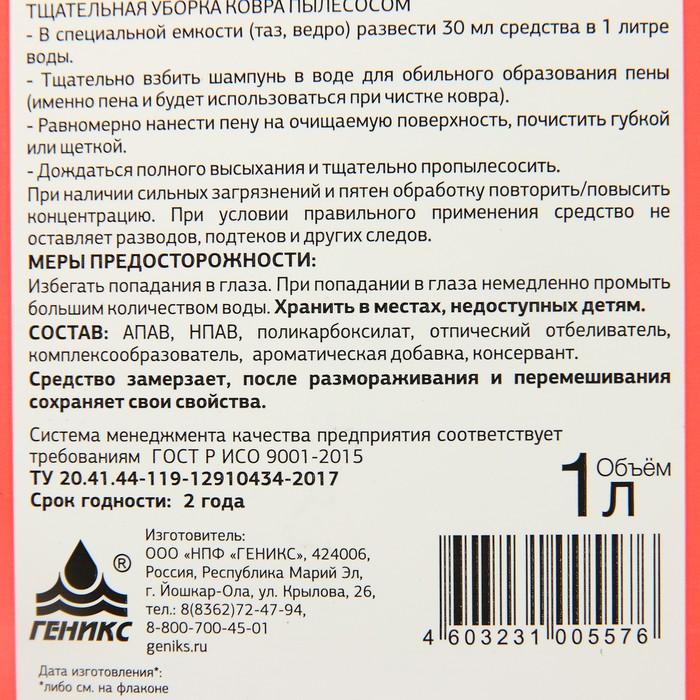 ТЩАТЕЛЬНАЯ УБОРКА КОВРА ПЫЛЕСОСОМ
- В специальной емкости (таз, ведро) развести 30 мл средства в 1 литре
воды.
- Тщательно взбить шампунь в воде для обильного образования пены
(именно пена и будет использоваться при чистке ковра).
- Равномерно нанести пену на очищаемую поверхность, почистить губкой
или щеткой.
- Дождаться полного высыхания и тщательно пропылесосить.
При наличии сильных загрязнений и пятен обработку повторить/повысить
концентрацию. При условии правильного применения средство не
оставляет разводов, подтеков и других следов.
МЕРЫ ПРЕДОСТОРОЖНОСТИ:
Избегать попадания в глаза. При попадании в глаза немедленно промыть
большим количеством воды. Хранить в местах, недоступных детям.
СОСТАВ: АПАВ, НПАВ, поликарбоксилат, отпический отбеливатель,
комплексообразователь, ароматическая добавка, консервант.
Средство замерзает, после размораживания и перемешивания
сохраняет свои свойства.
Система менеджмента качества предприятия соответствует
требованиям ГОСТ Р ИСО 9001-2015
ТУ 20.41.44-119-12910434-2017
Срок годности: 2 года
Объём
1л
Изготовитель:
ООО «НПФ «ГЕНИКС», 424006,
Россия, Республика Марий Эл,
г. Йошкар-Ола, ул. Крылова, 26,
тел.: 8(8362)72-47-94,
8-800-700-45-01
geniks.ru
®
ГЕНИКС
4 603231 005576
Дата изготовления*:
*либо см. на флаконе